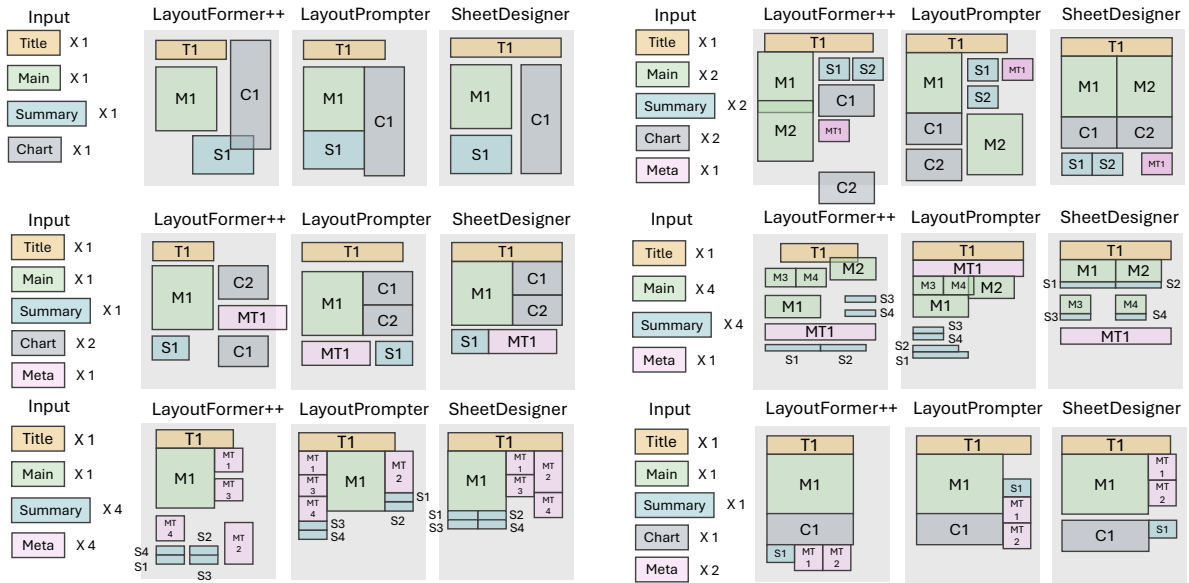 Input LayoutFormer++ LayoutPrompter SheetDesigner
Title X 1
Main X 1
Summary X 1
Chart X 1
T1
M1 C1
S1
T1
M1 C1
S1
T1
M1 C1
S1
Input LayoutFormer++ LayoutPrompter SheetDesigner
Title X 1
Main X 2
Summary X 2
Chart X 2
Meta X 1
T1
M1 S1 S2
C1
M2 MT1
C2
T1
M1 S1 MT1
S2
C1 M2
C2
T1
M1 M2
C1 C2
S1 S2 MT1
Input LayoutFormer++ LayoutPrompter SheetDesigner
Title X 1
Main X 1
Summary X 1
Chart X 2
Meta X 1
T1
M1 C2
MT1
S1 C1
T1
M1 C1
C2
MT1 S1
T1
M1 C1
C2
S1 MT1
Input LayoutFormer++ LayoutPrompter SheetDesigner
Title X 1
Main X 4
Summary X 4
Meta X 1
T1
M3 M4 M2
M1 S3
S4
MT1
S1 S2
T1
MT1
M3 M4 M2
M1
S3
S4
S2
S1
T1
M1 M2
S1 S2
M3 M4
S3 S4
MT1
Input LayoutFormer++ LayoutPrompter SheetDesigner
Title X 1
Main X 1
Summary X 4
Meta X 4
T1
M1 MT
1
MT
3
MT
4
S2
MT
2
S4
S1
S3
T1
MT
1
MT
3
MT
4
M1
MT
2
S1
S2
S3
S4
T1
M1
MT
1
MT
2
MT
3
MT
4
S1 S2
S3 S4
Input LayoutFormer++ LayoutPrompter SheetDesigner
Title X 1
Main X 1
Summary X 1
Chart X 1
Meta X 2
T1
M1
C1
S1 MT
1
MT
2
T1
M1
S1
C1
MT
1
MT
2
T1
M1
MT
1
MT
2
C1 S1